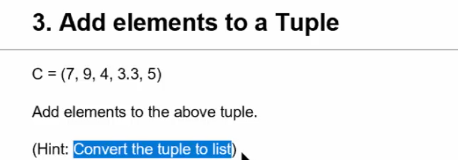 3. Add elements to a Tuple
C = (7, 9, 4, 3.3, 5)
Add elements to the above tuple.
(Hint: Convert the tuple to list)